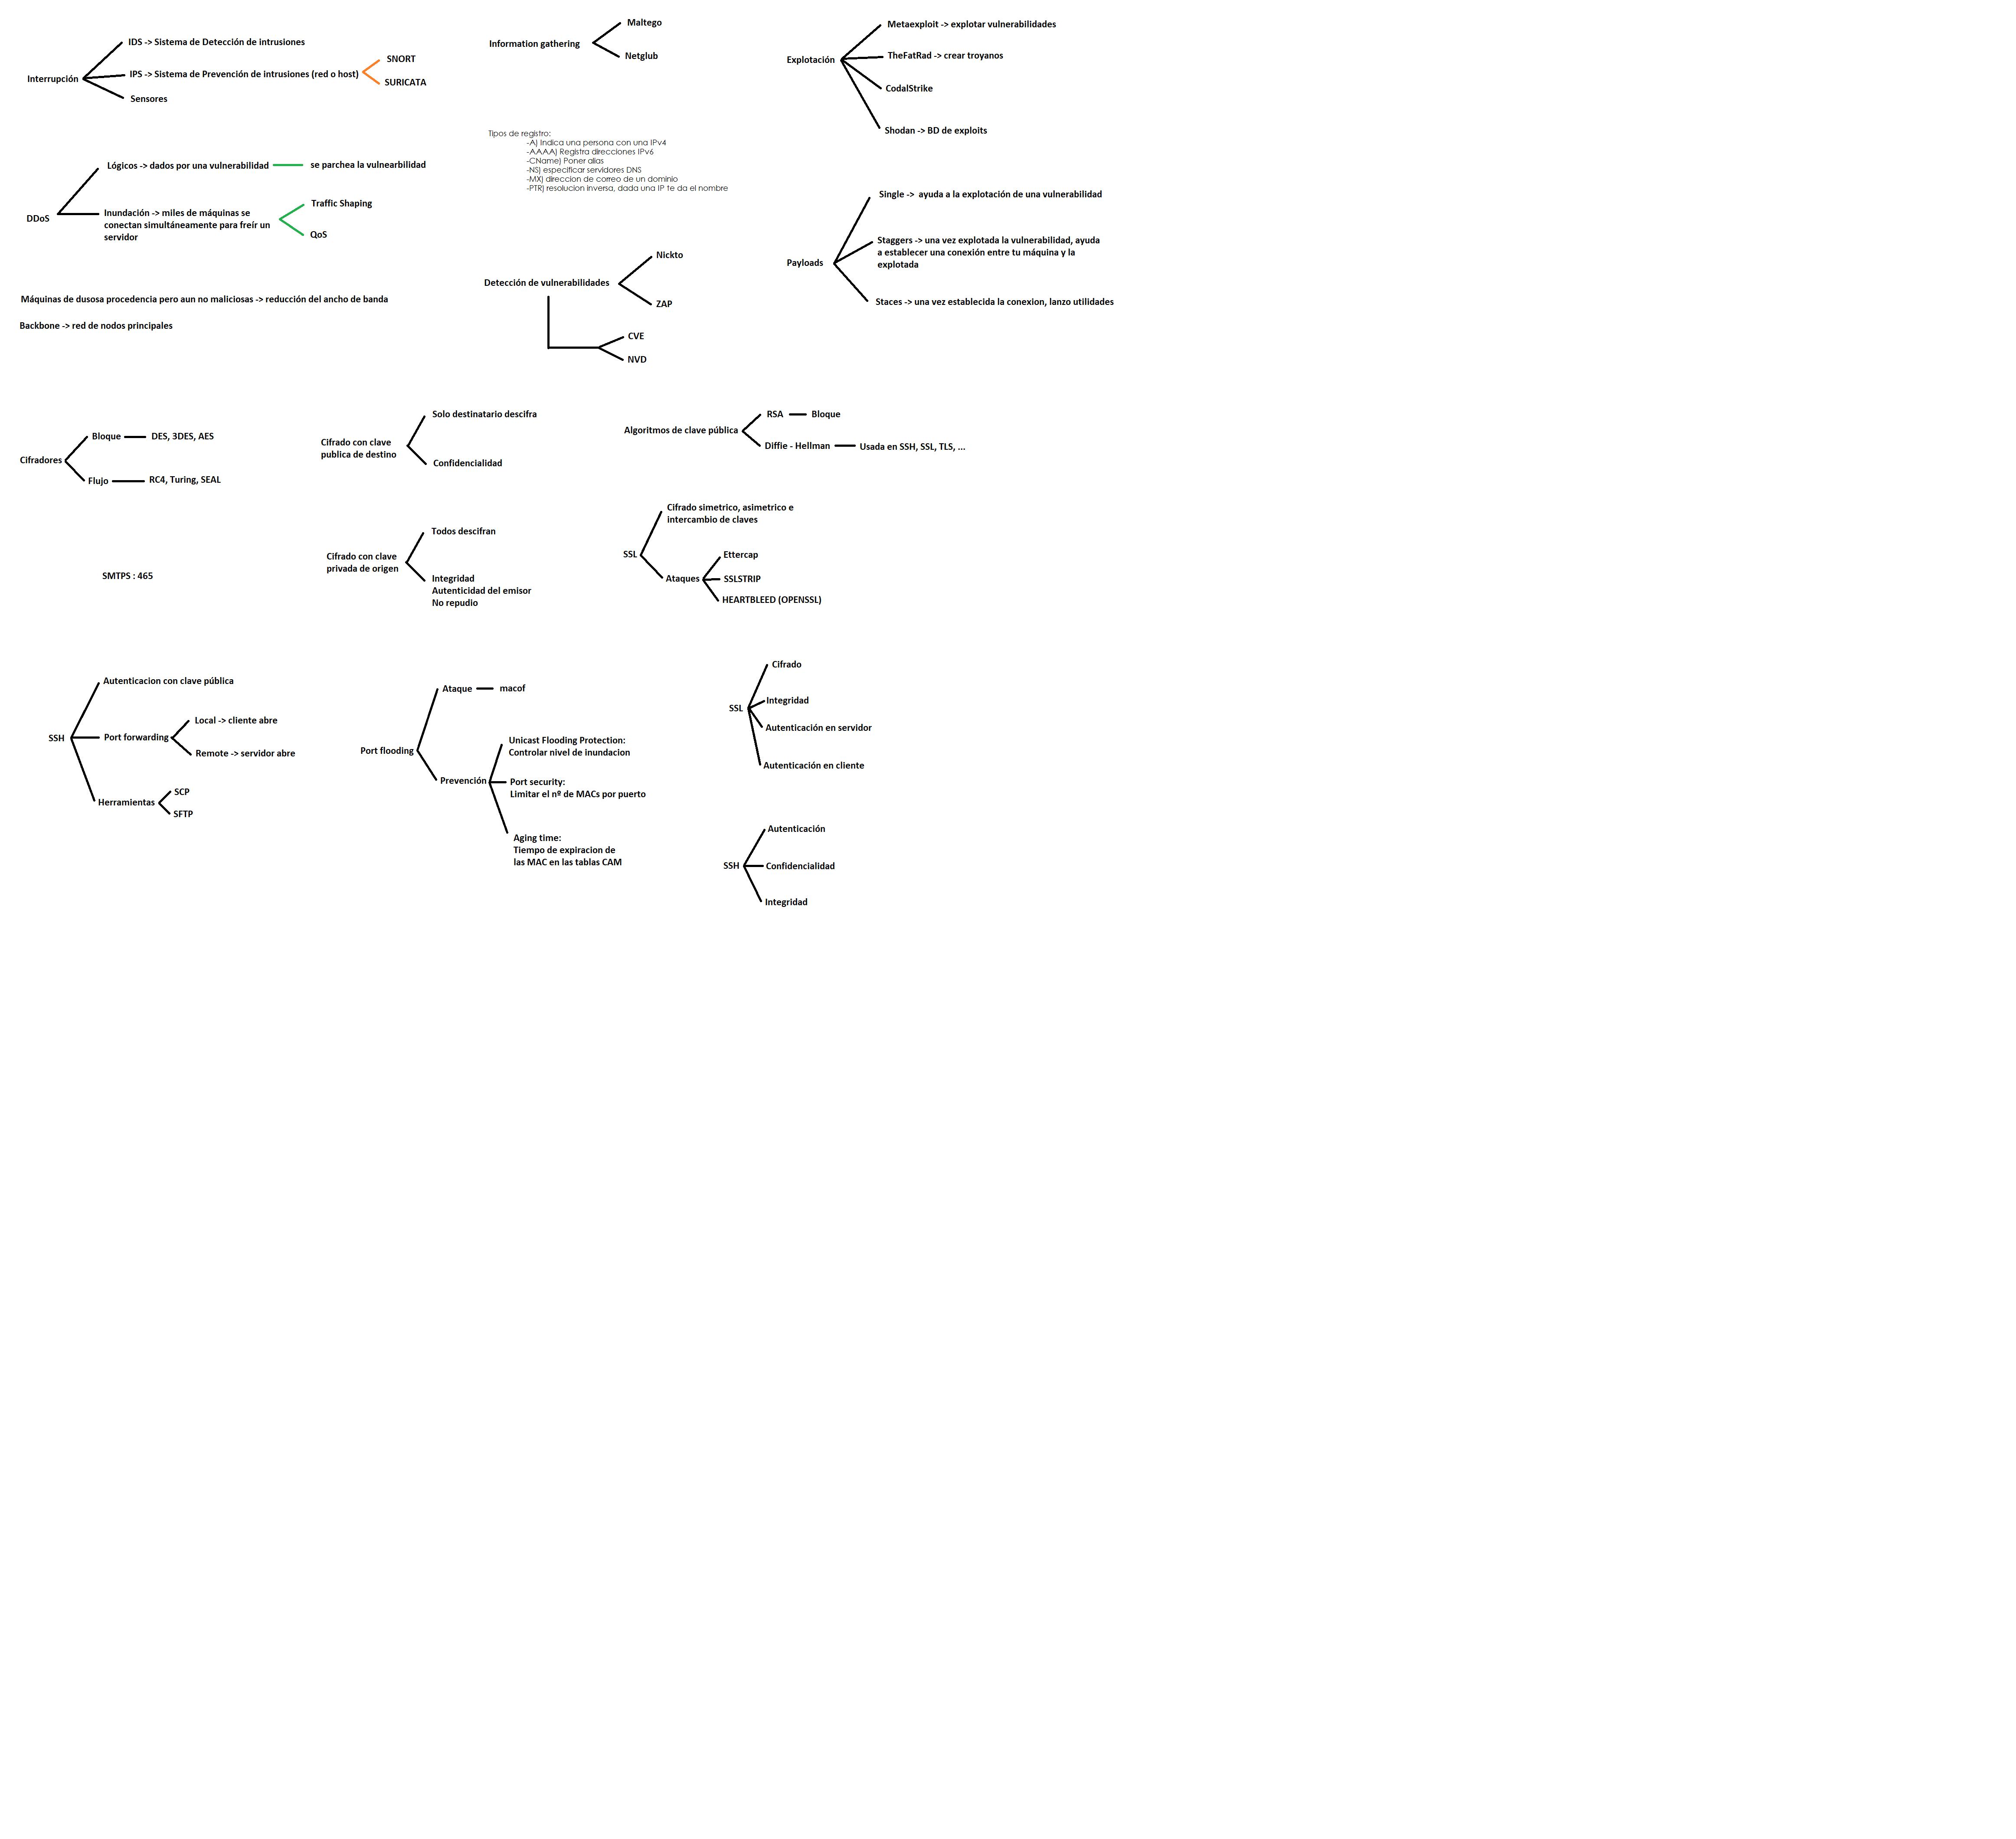 Interrupción
IDS -> Sistema de Detección de intrusiones
IPS -> Sistema de Prevención de intrusiones (red o host)
SNORT
SURICATA
Sensores
DDoS
Lógicos -> dados por una vulnerabilidad
se parchea la vulnearbilidad
Inundación -> miles de máquinas se
conectan simultáneamente para freír un
servidor
Traffic Shaping
QoS
Máquinas de dusosa procedencia pero aun no maliciosas -> reducción del ancho de banda
Backbone -> red de nodos principales
Information gathering
Maltego
Netglub
Tipos de registro:
-A) Indica una persona con una IPv4
-AAAA) Registra direcciones IPv6
-CName) Poner alias
-NS) especificar servidores DNS
-MX) direccion de correo de un dominio
-PTR) resolucion inversa, dada una IP te da el nombre
Detección de vulnerabilidades
Nickto
ZAP
CVE
NVD
Explotación
Metaexploit -> explotar vulnerabilidades
TheFatRad -> crear troyanos
CodalStrike
Shodan -> BD de exploits
Payloads
Single ->  ayuda a la explotación de una vulnerabilidad
Staggers -> una vez explotada la vulnerabilidad, ayuda
a establecer una conexión entre tu máquina y la
explotada
Staces -> una vez establecida la conexion, lanzo utilidades
Cifradores
Bloque
DES, 3DES, AES
Flujo
RC4, Turing, SEAL
Cifrado con clave
publica de destino
Solo destinatario descifra
Confidencialidad
Algoritmos de clave pública
RSA
Bloque
Diffie - Hellman
Usada en SSH, SSL, TLS, ...
SMTPS : 465
Cifrado con clave
privada de origen
Todos descifran
Integridad
Autenticidad del emisor
No repudio
SSL
Cifrado simetrico, asimetrico e
intercambio de claves
Ataques
Ettercap
SSLSTRIP
HEARTBLEED (OPENSSL)
SSH
Autenticacion con clave pública
Port forwarding
Local -> cliente abre
Remote -> servidor abre
Herramientas
SCP
SFTP
Port flooding
Ataque
macof
Prevención
Unicast Flooding Protection:
Controlar nivel de inundacion
Port security:
Limitar el nº de MACs por puerto
Aging time:
Tiempo de expiracion de
las MAC en las tablas CAM
SSL
Cifrado
Integridad
Autenticación en servidor
Autenticación en cliente
SSH
Autenticación
Confidencialidad
Integridad